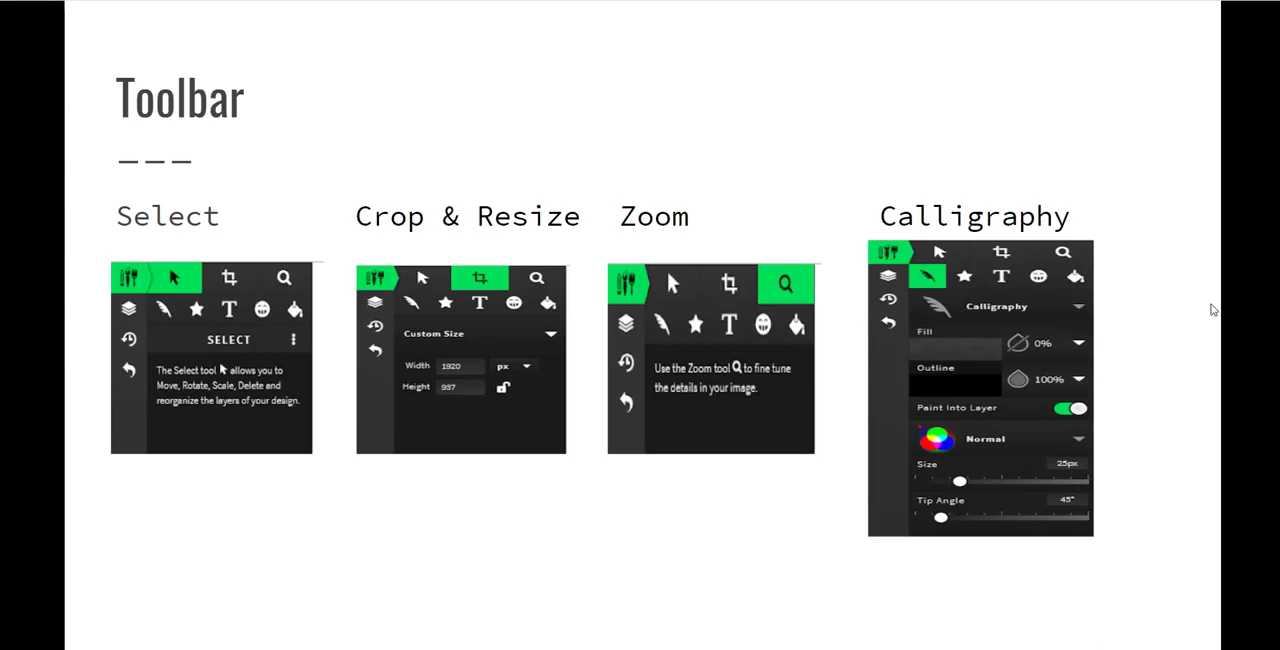 Toolbar
Select
Crop & Resize
Zoom
Calligraphy
SELECT
The Select tool allows you to
Move, Rotate, Scale, Delete and
reorganize the layers of your design.
Custom Size
Width 1920 px
Height 937
Use the Zoom tool to fine tune
the details in your image.
Calligraphy
Fill
0%
Outline
100%
Paint Into Layer
Normal
Size 25px
Tip Angle 45°